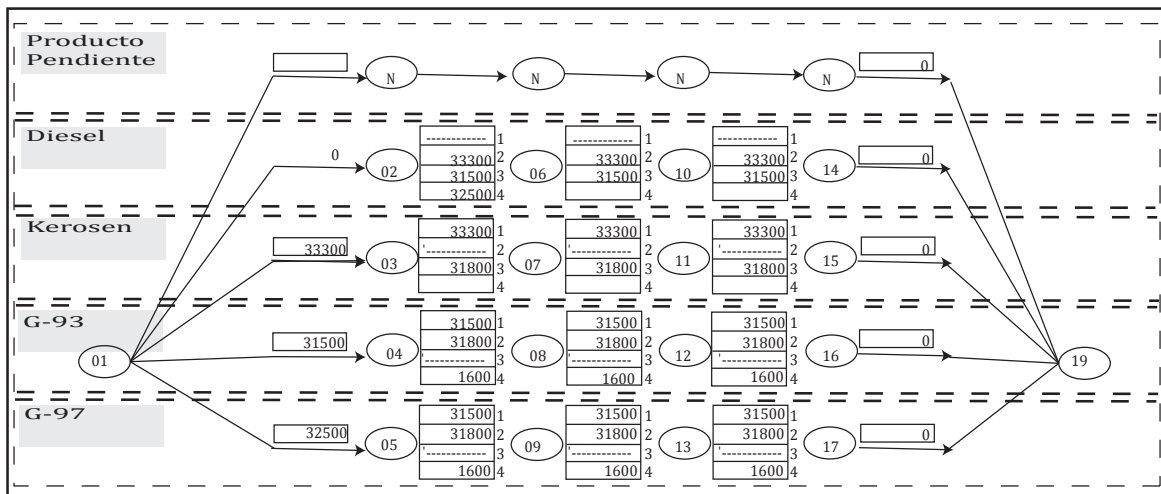 Producto
Pendiente
N N N N 0
Diesel
0 02 ------------ 1 06 ------------ 1 10 ------------ 1 14 0
33300 2 33300 2 33300 2
31500 3 31500 3 31500 3
32500 4 4 4
Kerosen
33300 03 33300 1 07 33300 1 11 33300 1 15 0
'------------ 2 '------------ 2 '------------ 2
31800 3 31800 3 31800 3
4 4 4
G-93
01 31500 04 31500 1 08 31500 1 12 31500 1 16 0 19
31800 2 31800 2 31800 2
'------------ 3 '------------ 3 '------------ 3
1600 4 1600 4 1600 4
G-97
32500 05 31500 1 09 31500 1 13 31500 1 17 0
31800 2 31800 2 31800 2
'------------ 3 '------------ 3 '------------ 3
1600 4 1600 4 1600 4